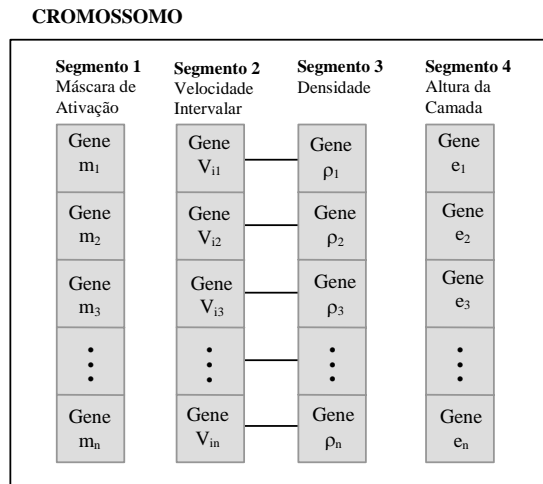 CROMOSSOMO
Segmento 1
Máscara de
Ativação
Gene
m1
Gene
m2
Gene
m3
Gene
mn
Segmento 2
Velocidade
Intervalar
Gene
Vi1
Gene
Vi2
Gene
Vi3
Gene
Vin
Segmento 3
Densidade
Gene
ρ1
Gene
ρ2
Gene
ρ3
Gene
ρn
Segmento 4
Altura da
Camada
Gene
e1
Gene
e2
Gene
e3
Gene
en